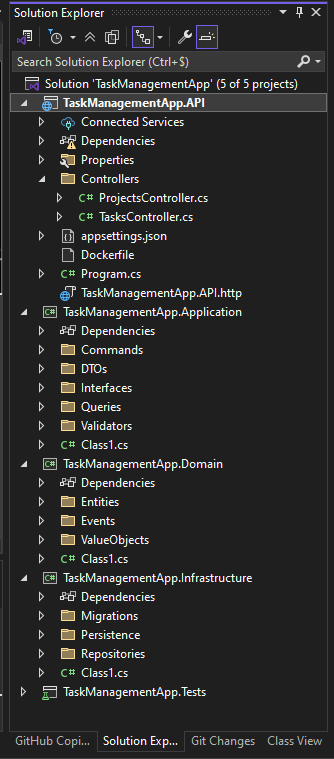 Solution Explorer
Search Solution Explorer (Ctrl+$)
Solution 'TaskManagementApp' (5 of 5 projects)
TaskManagementApp.API
Connected Services
Dependencies
Properties
Controllers
C# ProjectsController.cs
C# TasksController.cs
appsettings.json
Dockerfile
C# Program.cs
TaskManagementApp.API.http
C# TaskManagementApp.Application
Dependencies
Commands
DTOs
Interfaces
Queries
Validators
C# Class1.cs
C# TaskManagementApp.Domain
Dependencies
Entities
Events
ValueObjects
C# Class1.cs
C# TaskManagementApp.Infrastructure
Dependencies
Migrations
Persistence
Repositories
C# Class1.cs
TaskManagementApp.Tests
GitHub Copi... Solution Exp... Git Changes Class View